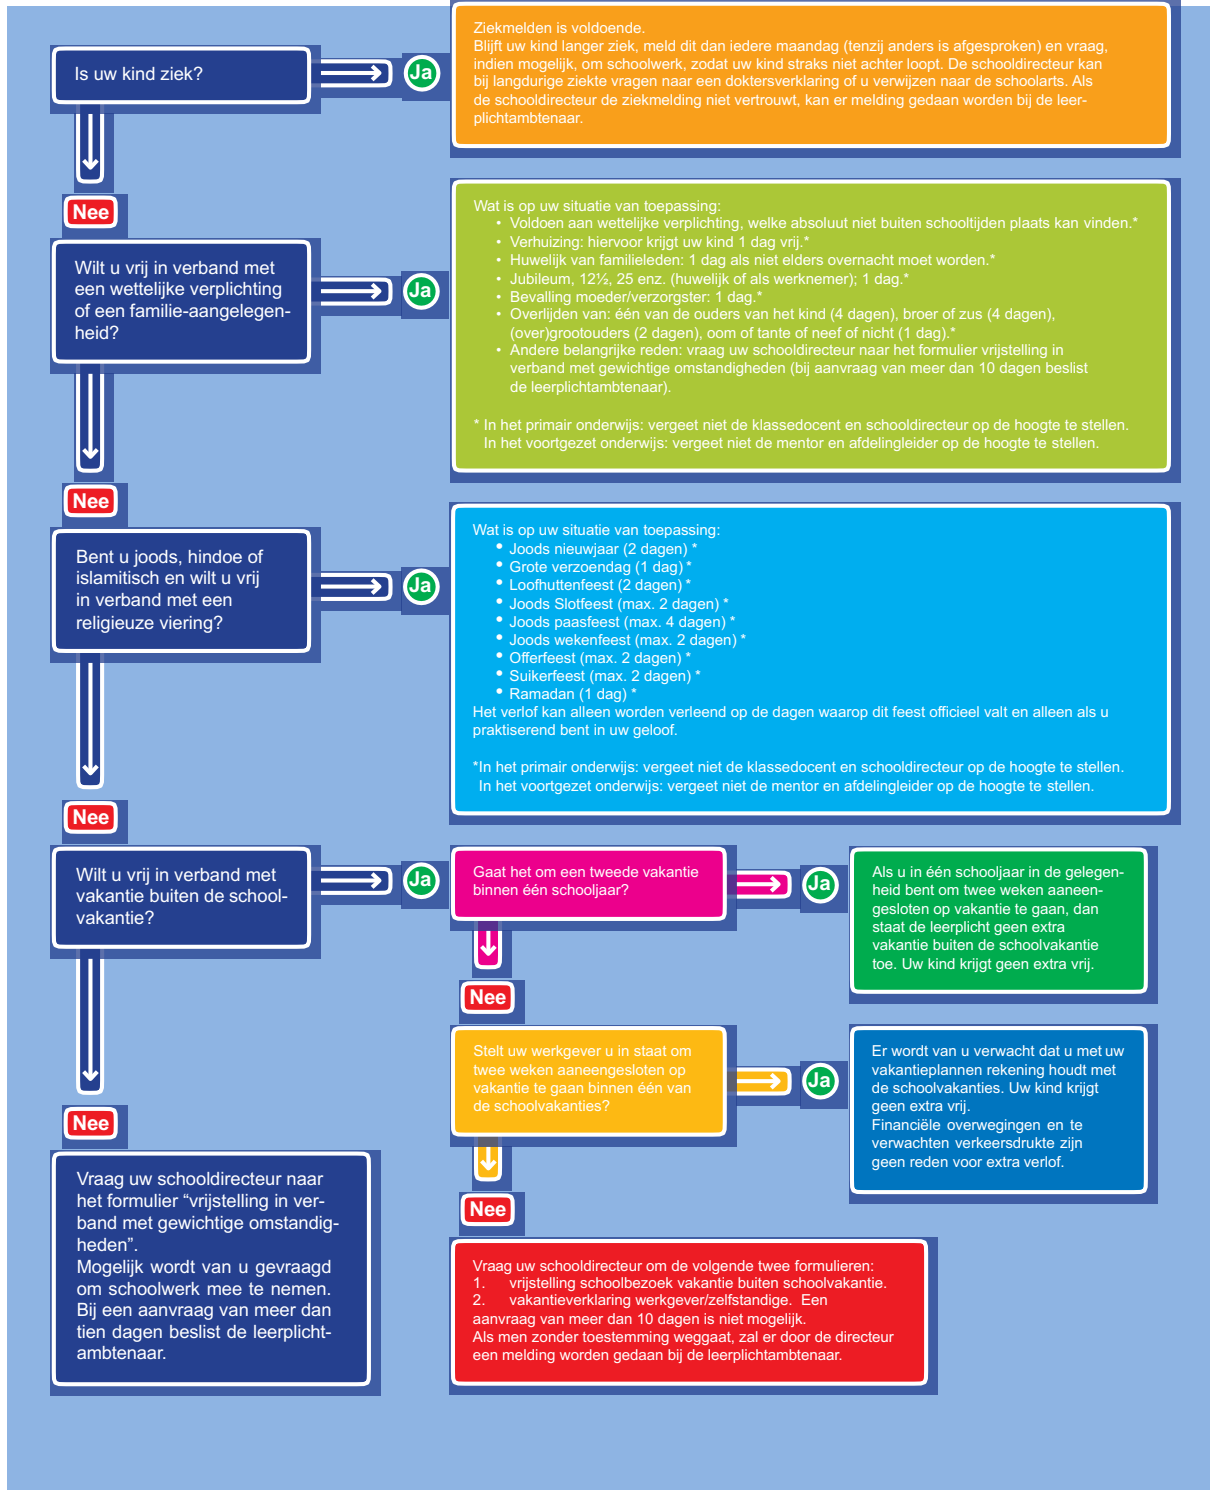 Is uw kind ziek?
Ja
Ziekmelden is voldoende.
Blijft uw kind langer ziek, meld dit dan iedere maandag (tenzij anders is afgesproken) en vraag,
indien mogelijk, om schoolwerk, zodat uw kind straks niet achter loopt. De schooldirecteur kan
bij langdurige ziekte vragen naar een doktersverklaring of u verwijzen naar de schoolarts. Als
de schooldirecteur de ziekmelding niet vertrouwt, kan er melding gedaan worden bij de leer-
plichtambtenaar.
Nee
Wilt u vrij in verband met
een wettelijke verplichting
of een familie-aangelegen-
heid?
Ja
Wat is op uw situatie van toepassing:
• Voldoen aan wettelijke verplichting, welke absoluut niet buiten schooltijden plaats kan vinden.*
• Verhuizing: hiervoor krijgt uw kind 1 dag vrij.*
• Huwelijk van familieleden: 1 dag als niet elders overnacht moet worden.*
• Jubileum, 12½, 25 enz. (huwelijk of als werknemer); 1 dag.*
• Bevalling moeder/verzorgster: 1 dag.*
• Overlijden van: één van de ouders van het kind (4 dagen), broer of zus (4 dagen),
(over)grootouders (2 dagen), oom of tante of neef of nicht (1 dag).*
• Andere belangrijke reden: vraag uw schooldirecteur naar het formulier vrijstelling in
verband met gewichtige omstandigheden (bij aanvraag van meer dan 10 dagen beslist
de leerplichtambtenaar).
* In het primair onderwijs: vergeet niet de klassedocent en schooldirecteur op de hoogte te stellen.
In het voortgezet onderwijs: vergeet niet de mentor en afdelingleider op de hoogte te stellen.
Nee
Bent u joods, hindoe of
islamitisch en wilt u vrij
in verband met een
religieuze viering?
Ja
Wat is op uw situatie van toepassing:
• Joods nieuwjaar (2 dagen) *
• Grote verzoendag (1 dag) *
• Loofhuttenfeest (2 dagen) *
• Joods Slotfeest (max. 2 dagen) *
• Joods paasfeest (max. 4 dagen) *
• Joods wekenfeest (max. 2 dagen) *
• Offerfeest (max. 2 dagen) *
• Suikerfeest (max. 2 dagen) *
• Ramadan (1 dag) *
Het verlof kan alleen worden verleend op de dagen waarop dit feest officieel valt en alleen als u
praktiserend bent in uw geloof.
*In het primair onderwijs: vergeet niet de klassedocent en schooldirecteur op de hoogte te stellen.
In het voortgezet onderwijs: vergeet niet de mentor en afdelingleider op de hoogte te stellen.
Nee
Wilt u vrij in verband met
vakantie buiten de school-
vakantie?
Ja
Gaat het om een tweede vakantie
binnen één schooljaar?
Ja
Als u in één schooljaar in de gelegen-
heid bent om twee weken aaneen-
gesloten op vakantie te gaan, dan
staat de leerplicht geen extra
vakantie buiten de schoolvakantie
toe. Uw kind krijgt geen extra vrij.
Nee
Stelt uw werkgever u in staat om
twee weken aaneengesloten op
vakantie te gaan binnen één van
de schoolvakanties?
Ja
Er wordt van u verwacht dat u met uw
vakantieplannen rekening houdt met
de schoolvakanties. Uw kind krijgt
geen extra vrij.
Financiële overwegingen en te
verwachten verkeersdrukte zijn
geen reden voor extra verlof.
Nee
Vraag uw schooldirecteur naar
het formulier “vrijstelling in ver-
band met gewichtige omstandig-
heden”.
Mogelijk wordt van u gevraagd
om schoolwerk mee te nemen.
Bij een aanvraag van meer dan
tien dagen beslist de leerplicht-
ambtenaar.
Nee
Vraag uw schooldirecteur om de volgende twee formulieren:
1. vrijstelling schoolbezoek vakantie buiten schoolvakantie.
2. vakantieverklaring werkgever/zelfstandige. Een
aanvraag van meer dan 10 dagen is niet mogelijk.
Als men zonder toestemming weggaat, zal er door de directeur
een melding worden gedaan bij de leerplichtambtenaar.